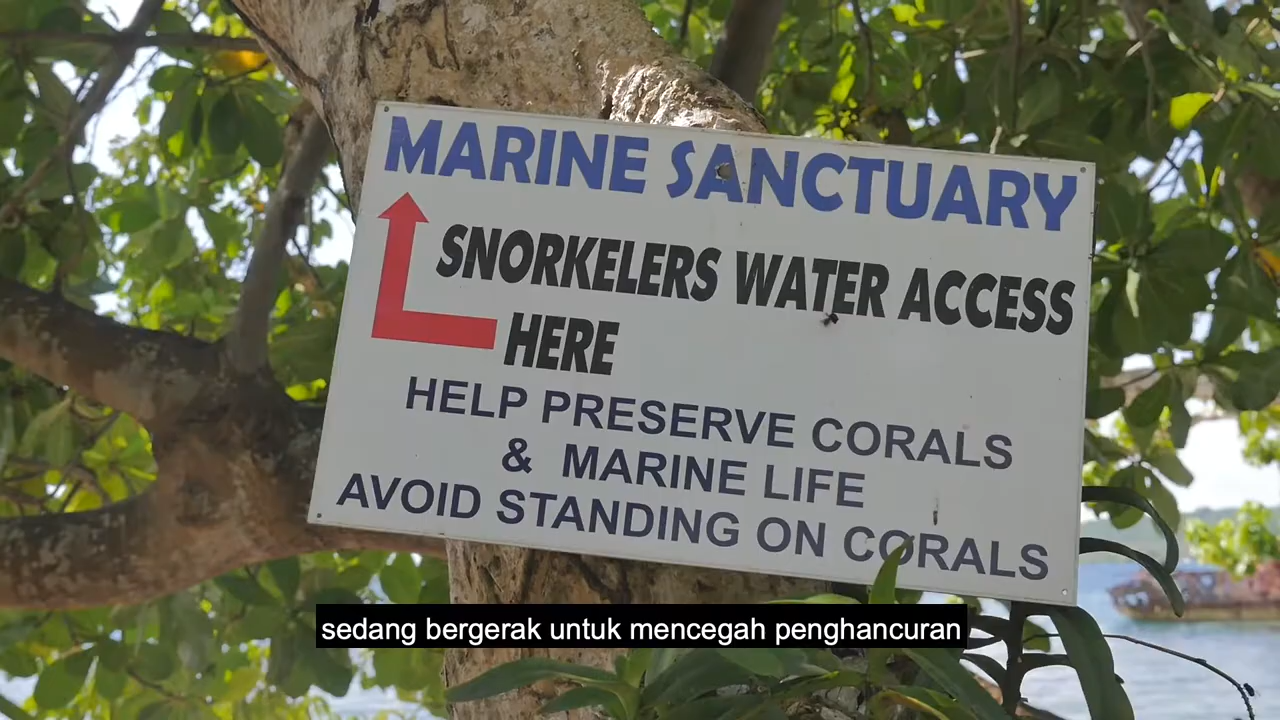 MARINE SANCTUARY
SNORKELERS WATER ACCESS
HERE
HELP PRESERVE CORALS
& MARINE LIFE
AVOID STANDING ON CORALS
sedang bergerak untuk mencegah penghancuran